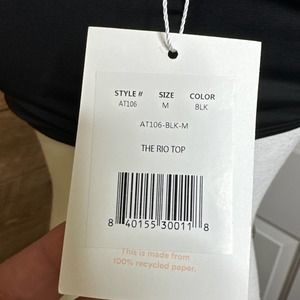 STYLE # SIZE COLOR
AT106 M BLK
AT106-BLK-M
THE RIO TOP
8 40155 30011 8
This is made from
100% recycled paper.